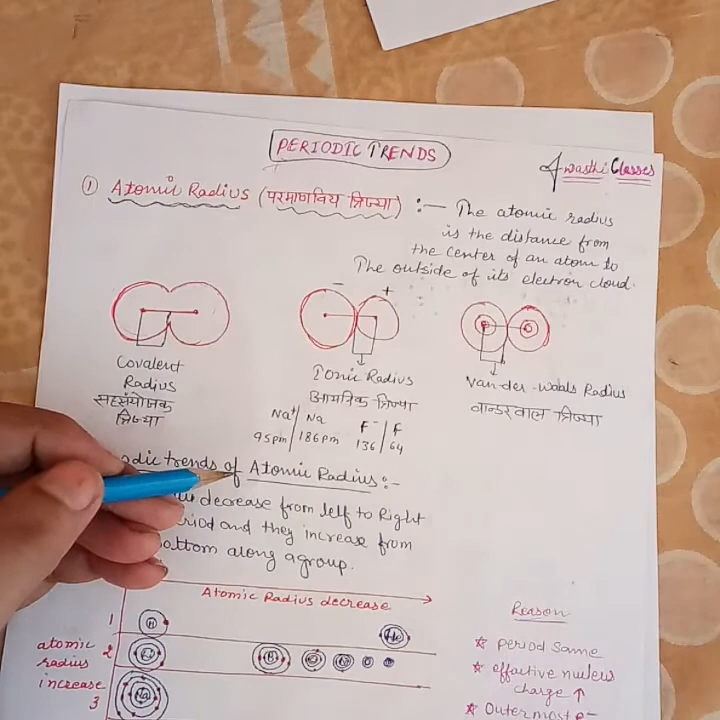 PERIODIC TRENDS
Awasthi Classes
① Atomic Radius (परमाणविय त्रिज्या) :— The atomic radius
is the distance from
the center of an atom to
The outside of its electron cloud.
− +
Covalent
Radius
सहसंयोजक
त्रिज्या
Ionic Radius
आयनिक त्रिज्या
Na⁺ | Na F⁻ | F
95pm | 186pm 136 | 64
Van der-waals Radius
वान्डरवाल त्रिज्या
odic trends of Atomic Radius:-
decrease from left to Right
riod and they increase from
ottom along a group.
Atomic Radius decrease
atomic
radius
increase
1 H He
2 Li B
3 Na
Reason
☆ Period Same
☆ effective nucleus
charge ↑
☆ Outermost e-